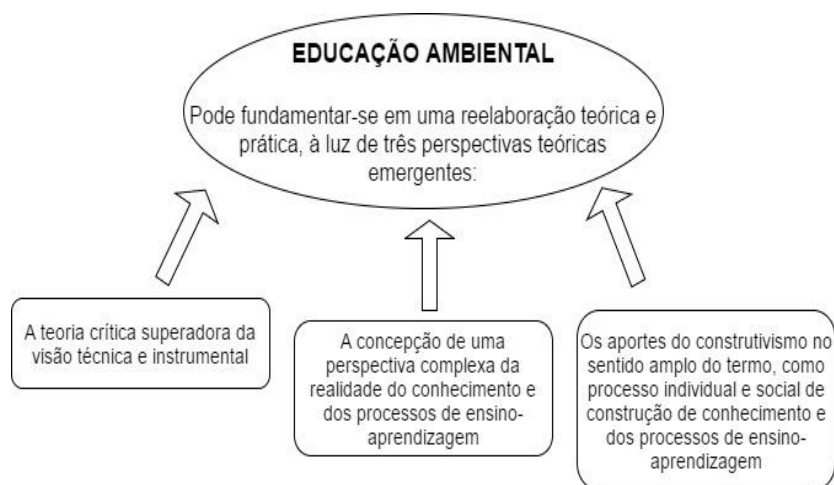 EDUCAÇÃO AMBIENTAL
Pode fundamentar-se em uma reelaboração teórica e
prática, à luz de três perspectivas teóricas
emergentes:
A teoria crítica superadora da
visão técnica e instrumental
A concepção de uma
perspectiva complexa da
realidade do conhecimento e
dos processos de ensino-
aprendizagem
Os aportes do construtivismo no
sentido amplo do termo, como
processo individual e social de
construção de conhecimento e
dos processos de ensino-
aprendizagem